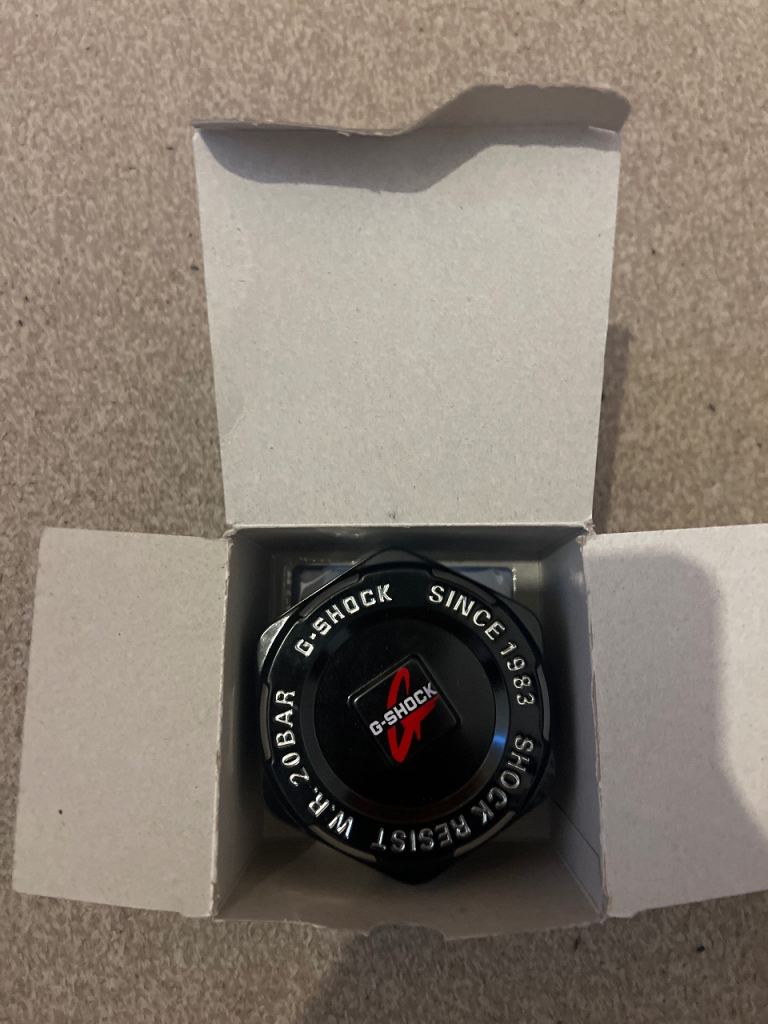 G-SHOCK
SINCE 1983
SHOCK RESIST
W.R. 20BAR
G-SHOCK